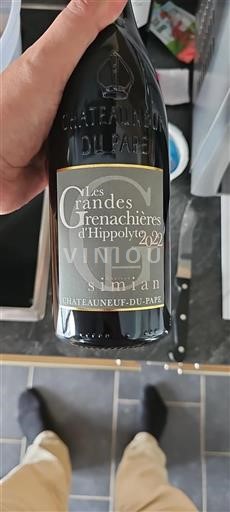 CHATEAUNEUF
DU PAPE
Les
Grandes
Grenachières
d'Hippolyte
2022
VINIOU
simian
CHATEAUNEUF-DU-PAPE